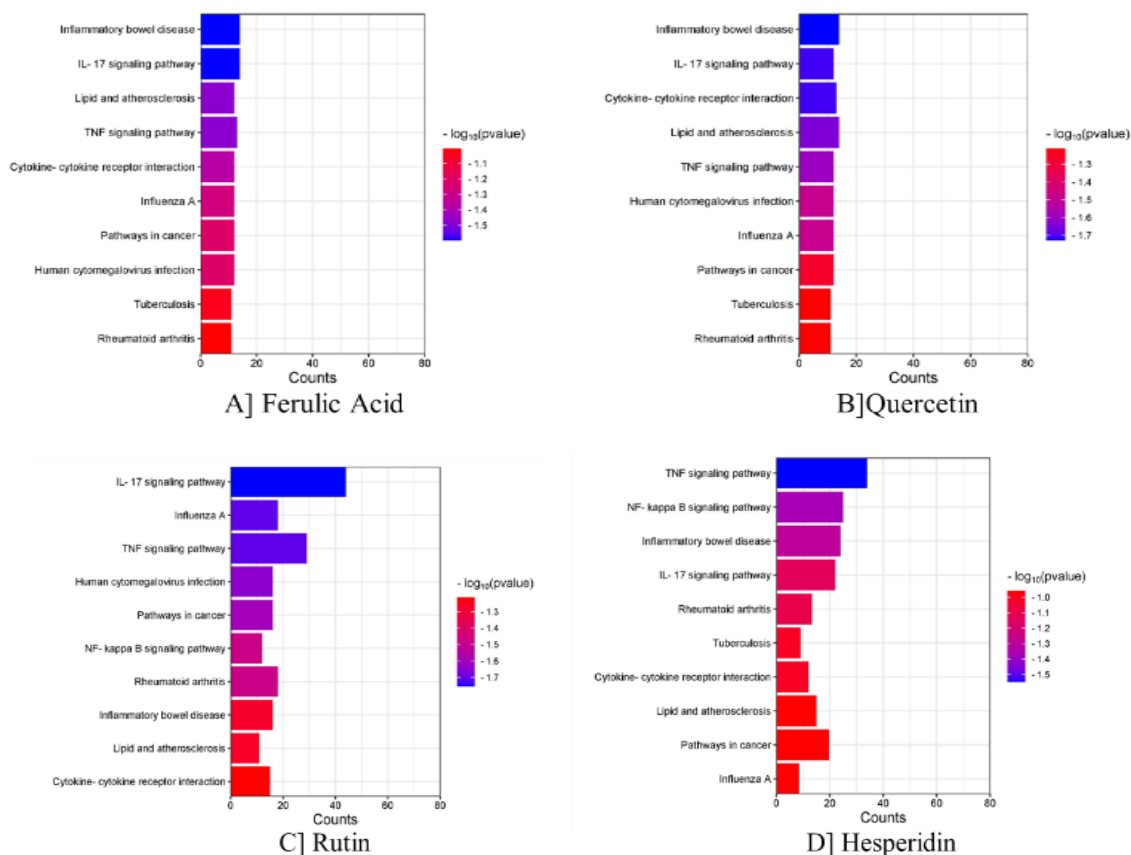 Inflammatory bowel disease
IL- 17 signaling pathway
Lipid and atherosclerosis
TNF signaling pathway
Cytokine- cytokine receptor interaction
Influenza A
Pathways in cancer
Human cytomegalovirus infection
Tuberculosis
Rheumatoid arthritis
0 20 40 60 80
Counts
- log10(pvalue)
- 1.1
- 1.2
- 1.3
- 1.4
- 1.5
A] Ferulic Acid
Inflammatory bowel disease
IL- 17 signaling pathway
Cytokine- cytokine receptor interaction
Lipid and atherosclerosis
TNF signaling pathway
Human cytomegalovirus infection
Influenza A
Pathways in cancer
Tuberculosis
Rheumatoid arthritis
0 20 40 60 80
Counts
- log10(pvalue)
- 1.3
- 1.4
- 1.5
- 1.6
- 1.7
B]Quercetin
IL- 17 signaling pathway
Influenza A
TNF signaling pathway
Human cytomegalovirus infection
Pathways in cancer
NF- kappa B signaling pathway
Rheumatoid arthritis
Inflammatory bowel disease
Lipid and atherosclerosis
Cytokine- cytokine receptor interaction
0 20 40 60 80
Counts
- log10(pvalue)
- 1.3
- 1.4
- 1.5
- 1.6
- 1.7
C] Rutin
TNF signaling pathway
NF- kappa B signaling pathway
Inflammatory bowel disease
IL- 17 signaling pathway
Rheumatoid arthritis
Tuberculosis
Cytokine- cytokine receptor interaction
Lipid and atherosclerosis
Pathways in cancer
Influenza A
0 20 40 60 80
Counts
- log10(pvalue)
- 1.0
- 1.1
- 1.2
- 1.3
- 1.4
- 1.5
D] Hesperidin